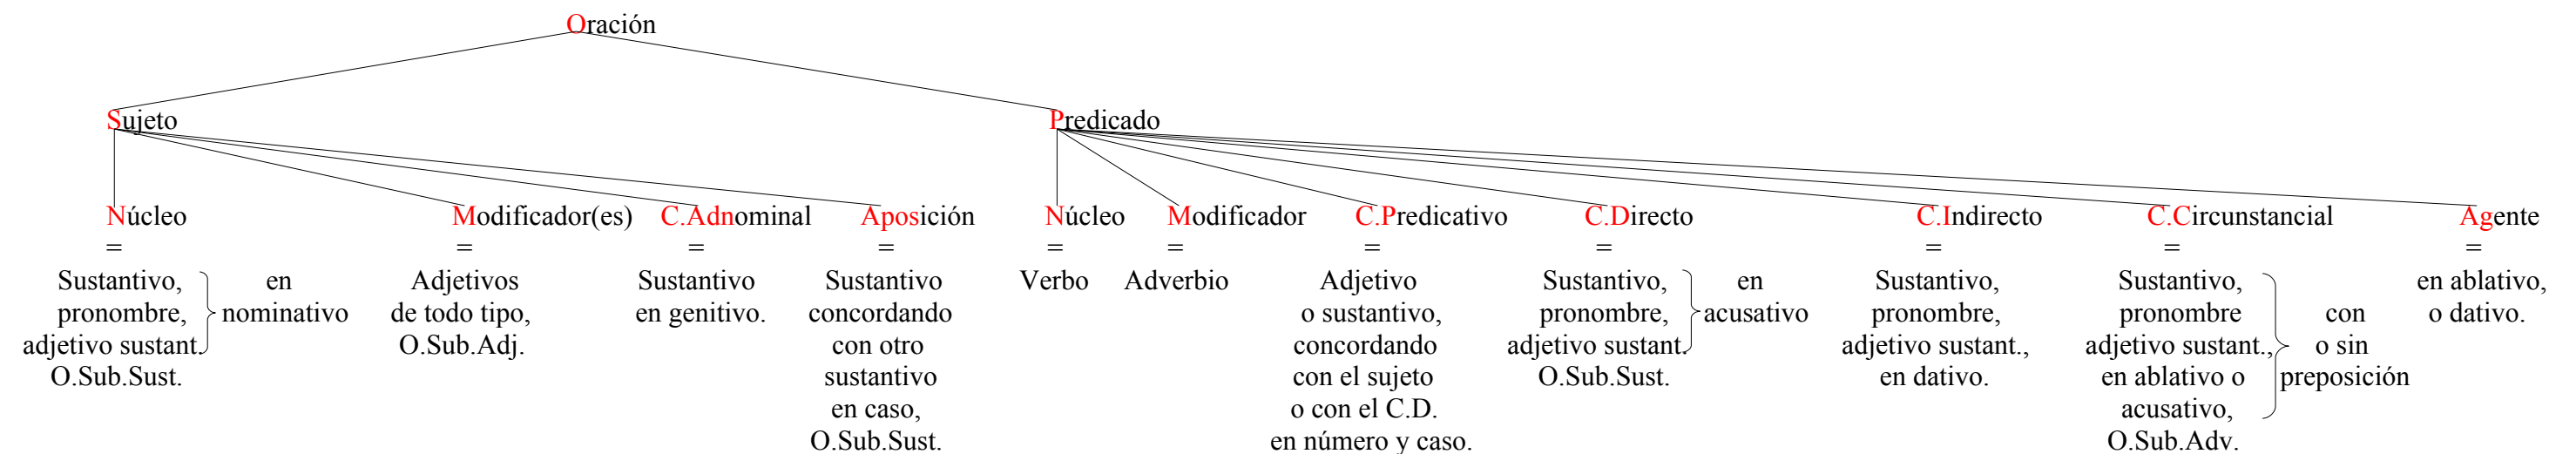 Oración
Sujeto
Predicado
Núcleo
=
Sustantivo,
pronombre,
adjetivo sustant.
O.Sub.Sust.
en
nominativo
Modificador(es)
=
Adjetivos
de todo tipo,
O.Sub.Adj.
C.Adnominal
=
Sustantivo
en genitivo.
Aposición
=
Sustantivo
concordando
con otro
sustantivo
en caso,
O.Sub.Sust.
Núcleo
=
Verbo
Modificador
=
Adverbio
C.Predicativo
=
Adjetivo
o sustantivo,
concordando
con el sujeto
o con el C.D.
en número y caso.
C.Directo
=
Sustantivo,
pronombre,
adjetivo sustant.
O.Sub.Sust.
en
acusativo
C.Indirecto
=
Sustantivo,
pronombre,
adjetivo sustant.,
en dativo.
C.Circunstancial
=
Sustantivo,
pronombre
adjetivo sustant.,
en ablativo o
acusativo,
O.Sub.Adv.
con
o sin
preposición
Agente
=
en ablativo,
o dativo.